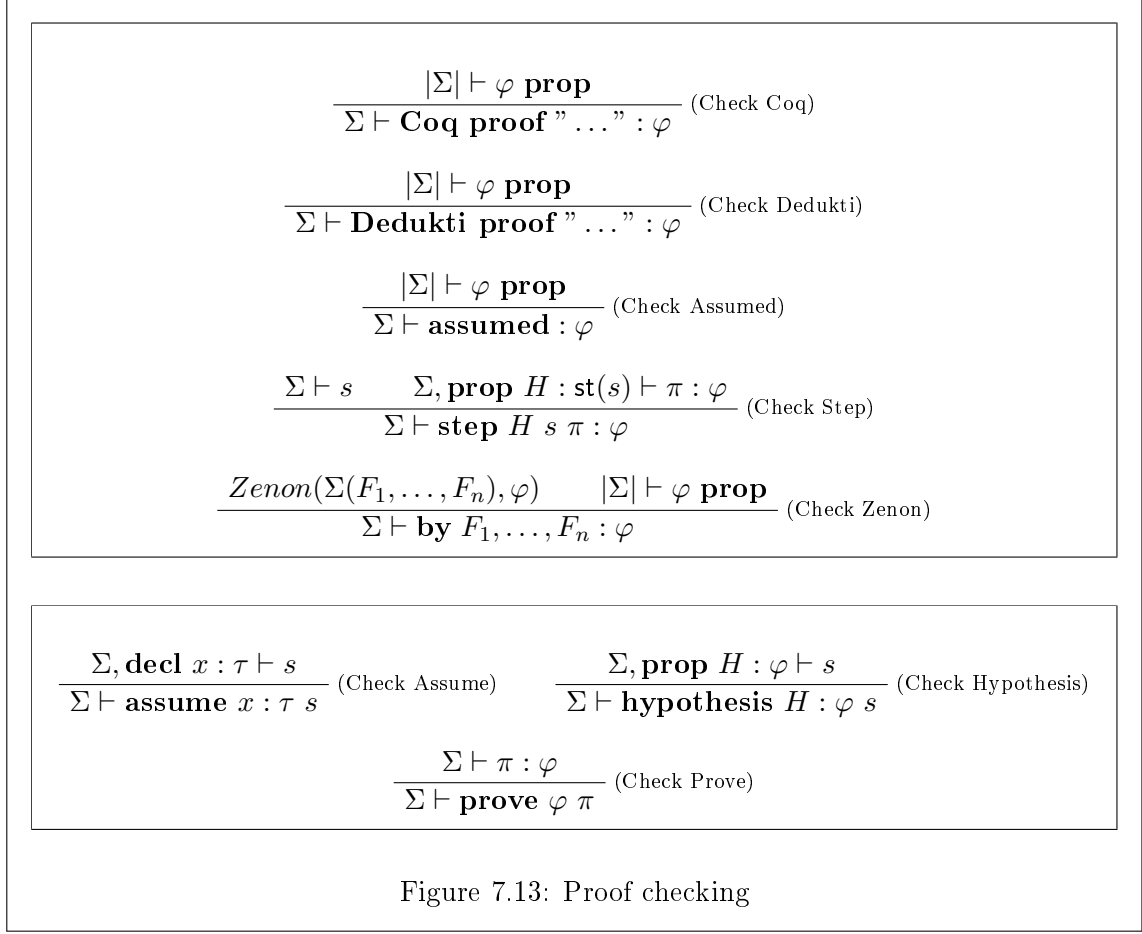 |Σ| ⊢ φ prop
Σ ⊢ Coq proof ” . . . ” : φ (Check Coq)
|Σ| ⊢ φ prop
Σ ⊢ Dedukti proof ” . . . ” : φ (Check Dedukti)
|Σ| ⊢ φ prop
Σ ⊢ assumed : φ (Check Assumed)
Σ ⊢ s Σ, prop H : st(s) ⊢ π : φ
Σ ⊢ step H s π : φ (Check Step)
Zenon(Σ(F₁, . . . , Fₙ), φ) |Σ| ⊢ φ prop
Σ ⊢ by F₁, . . . , Fₙ : φ (Check Zenon)
Σ, decl x : τ ⊢ s Σ, prop H : φ ⊢ s
Σ ⊢ assume x : τ s (Check Assume) Σ ⊢ hypothesis H : φ s (Check Hypothesis)
Σ ⊢ π : φ
Σ ⊢ prove φ π (Check Prove)
Figure 7.13: Proof checking